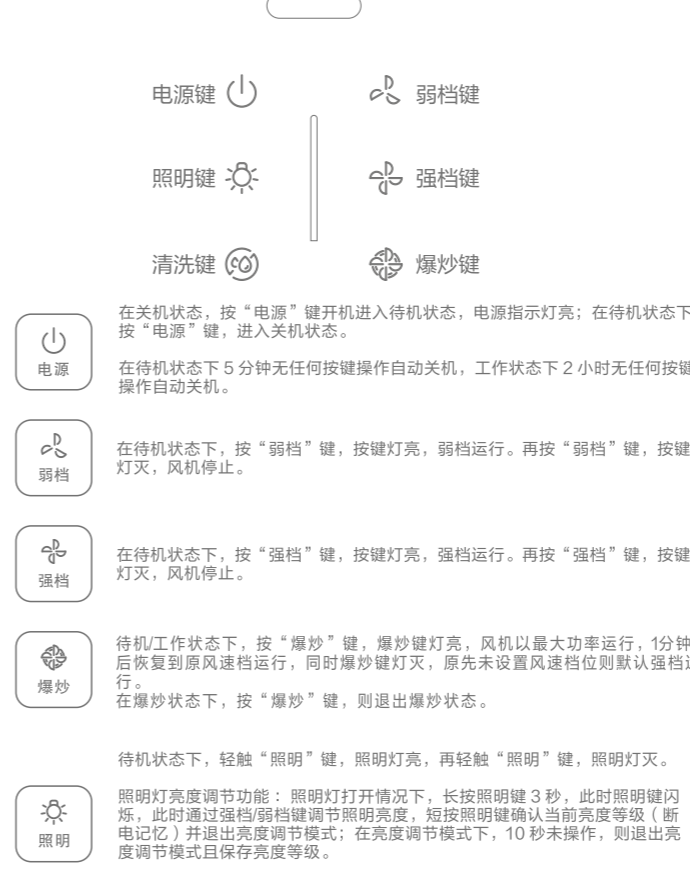 电源键 弱档键
照明键 强档键
清洗键 爆炒键
在关机状态，按“电源”键开机进入待机状态，电源指示灯亮；在待机状态下
按“电源”键，进入关机状态。
电源
在待机状态下 5 分钟无任何按键操作自动关机，工作状态下 2 小时无任何按键
操作自动关机。
在待机状态下，按“弱档”键，按键灯亮，弱档运行。再按“弱档”键，按键
灯灭，风机停止。
弱档
在待机状态下，按“强档”键，按键灯亮，强档运行。再按“强档”键，按键
灯灭，风机停止。
强档
待机/工作状态下，按“爆炒”键，爆炒键灯亮，风机以最大功率运行，1分钟
后恢复到原风速档运行，同时爆炒键灯灭，原先未设置风速档位则默认强档运
行。
在爆炒状态下，按“爆炒”键，则退出爆炒状态。
爆炒
待机状态下，轻触“照明”键，照明灯亮，再轻触“照明”键，照明灯灭。
照明灯亮度调节功能：照明灯打开情况下，长按照明键 3 秒，此时照明键闪
烁，此时通过强档/弱档键调节照明亮度，短按照明键确认当前亮度等级（断
电记忆）并退出亮度调节模式；在亮度调节模式下，10 秒未操作，则退出亮
度调节模式且保存亮度等级。
照明